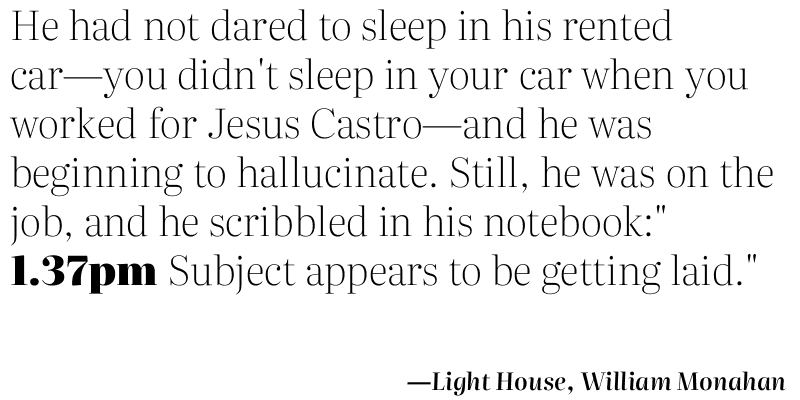 He had not dared to sleep in his rented
car—you didn't sleep in your car when you
worked for Jesus Castro—and he was
beginning to hallucinate. Still, he was on the
job, and he scribbled in his notebook:"
1.37pm Subject appears to be getting laid."
—Light House, William Monahan